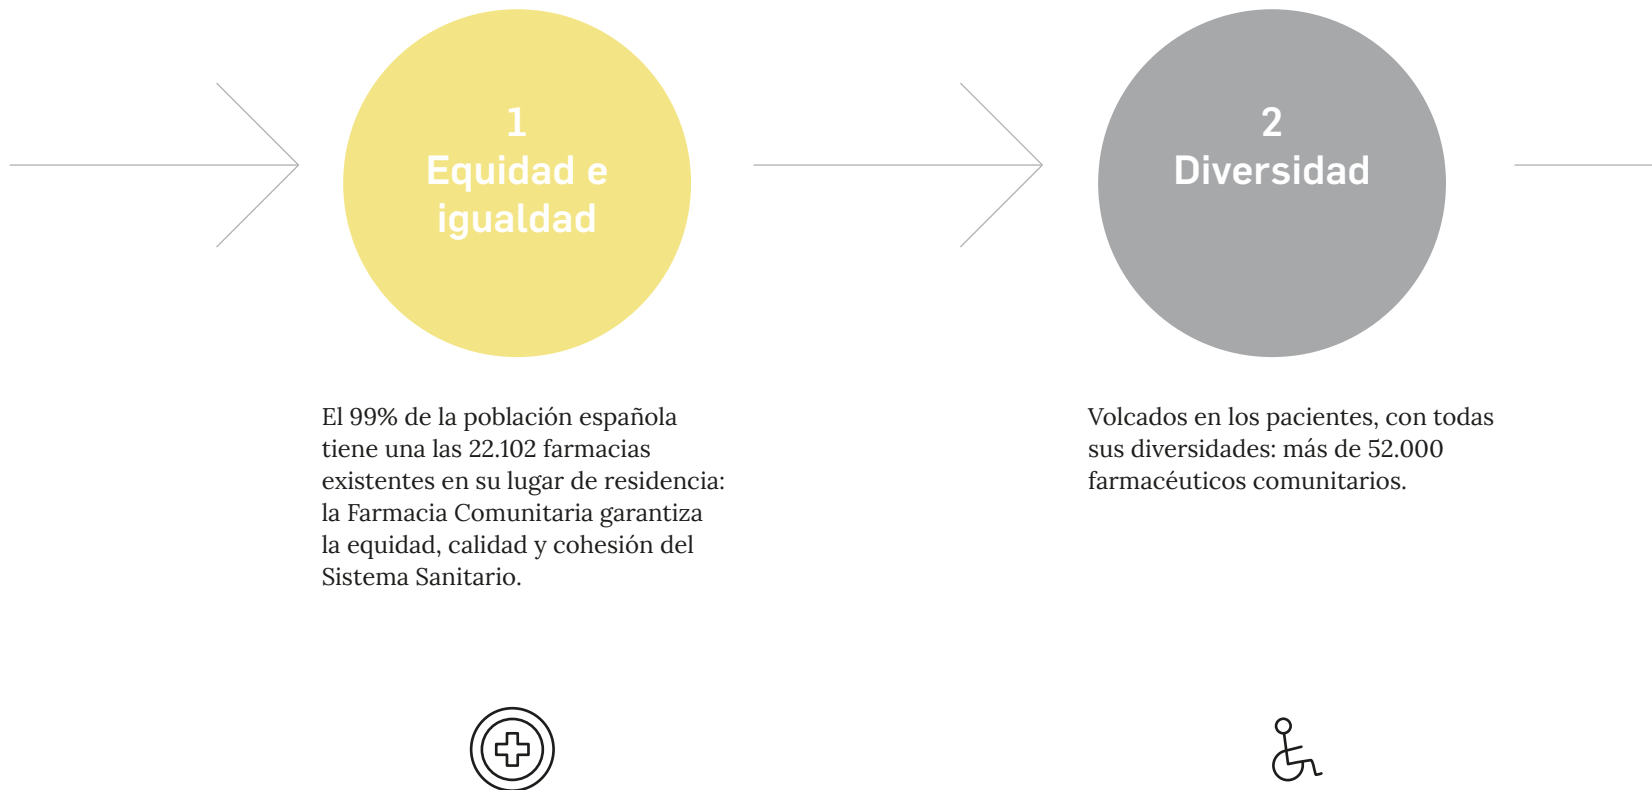 1
Equidad e
igualdad
El 99% de la población española
tiene una las 22.102 farmacias
existentes en su lugar de residencia:
la Farmacia Comunitaria garantiza
la equidad, calidad y cohesión del
Sistema Sanitario.
2
Diversidad
Volcados en los pacientes, con todas
sus diversidades: más de 52.000
farmacéuticos comunitarios.